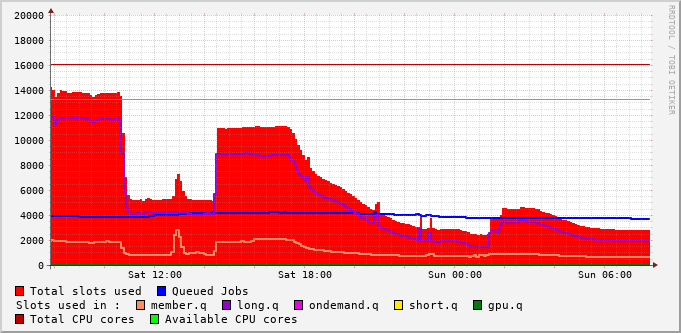 20000
18000
16000
14000
12000
10000
8000
6000
4000
2000
0
Sat 12:00 Sat 18:00 Sun 00:00 Sun 06:00
RRDTOOL / TOBI OETIKER
Total slots used Queued Jobs
Slots used in : member.q long.q ondemand.q short.q gpu.q
Total CPU cores Available CPU cores